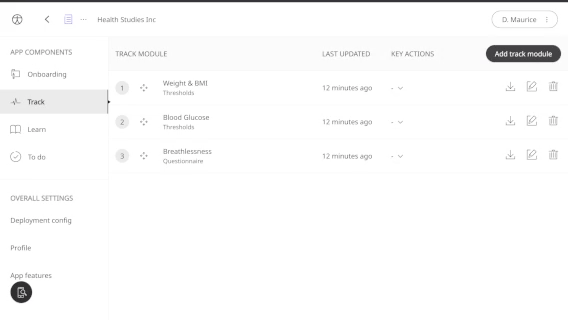 Health Studies Inc
D, Maurice
APP COMPONENTS
Onboarding
Track
Learn
To do
OVERALL SETTINGS
Deployment config
Profile
App features
TRACK MODULE LAST UPDATED KEY ACTIONS Add track module
1 Weight & BMI 12 minutes ago -
Thresholds
2 Blood Glucose 12 minutes ago -
Thresholds
3 Breathlessness 12 minutes ago -
Questionnaire